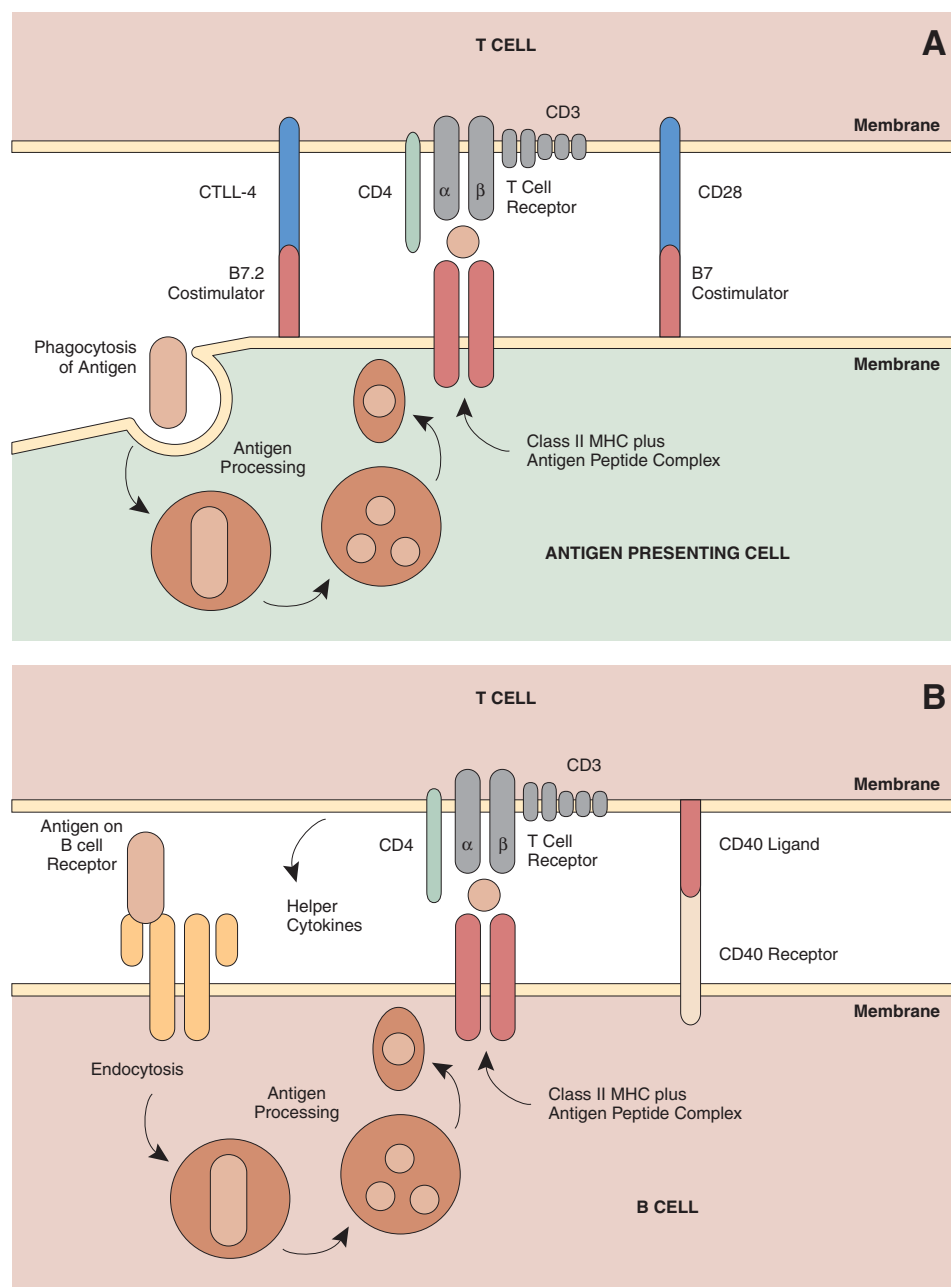 T CELL
A
CD3
Membrane
CTLL-4
CD4
α
β
T Cell
Receptor
CD28
B7.2
Costimulator
B7
Costimulator
Phagocytosis
of Antigen
Membrane
Antigen
Processing
Class II MHC plus
Antigen Peptide Complex
ANTIGEN PRESENTING CELL
T CELL
B
CD3
Membrane
Antigen on
B cell
Receptor
CD4
α
β
T Cell
Receptor
CD40 Ligand
Helper
Cytokines
CD40 Receptor
Membrane
Endocytosis
Antigen
Processing
Class II MHC plus
Antigen Peptide Complex
B CELL